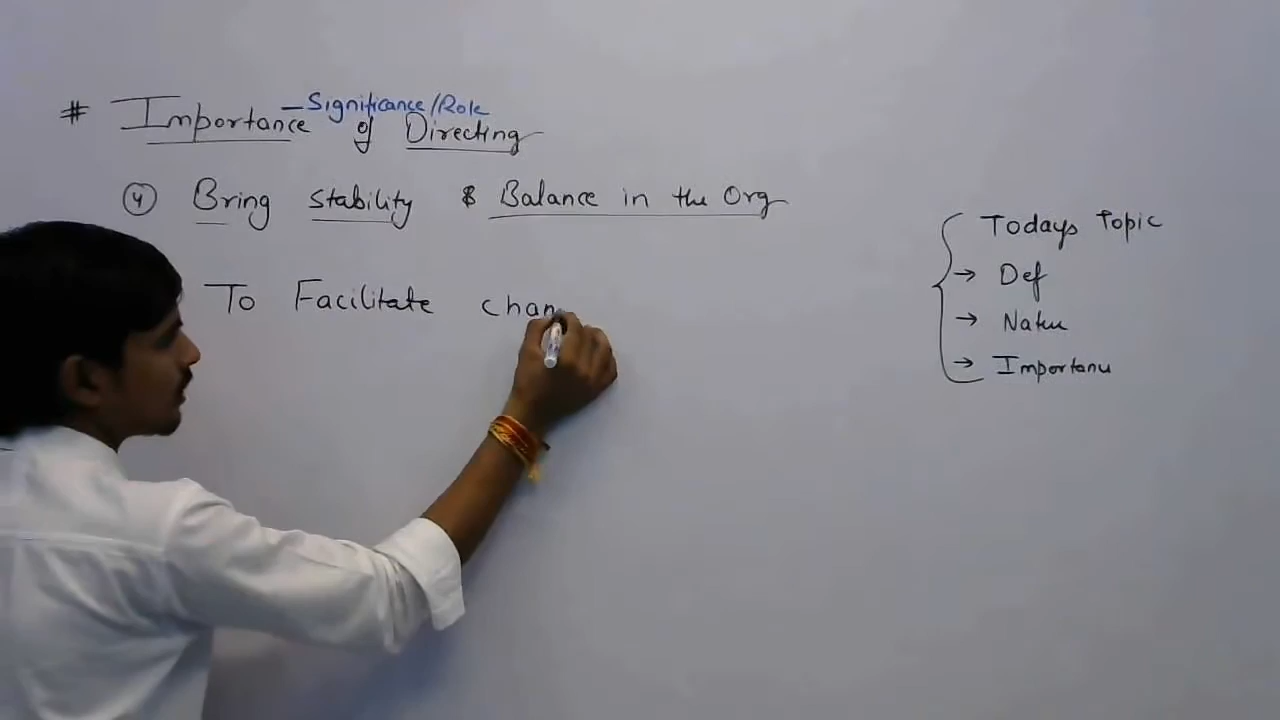 # Importance of Directing
– Significance/Role
④ Bring Stability & Balance in the Org
To Facilitate chan
Todays Topic
→ Def
→ Natu
→ Importanu